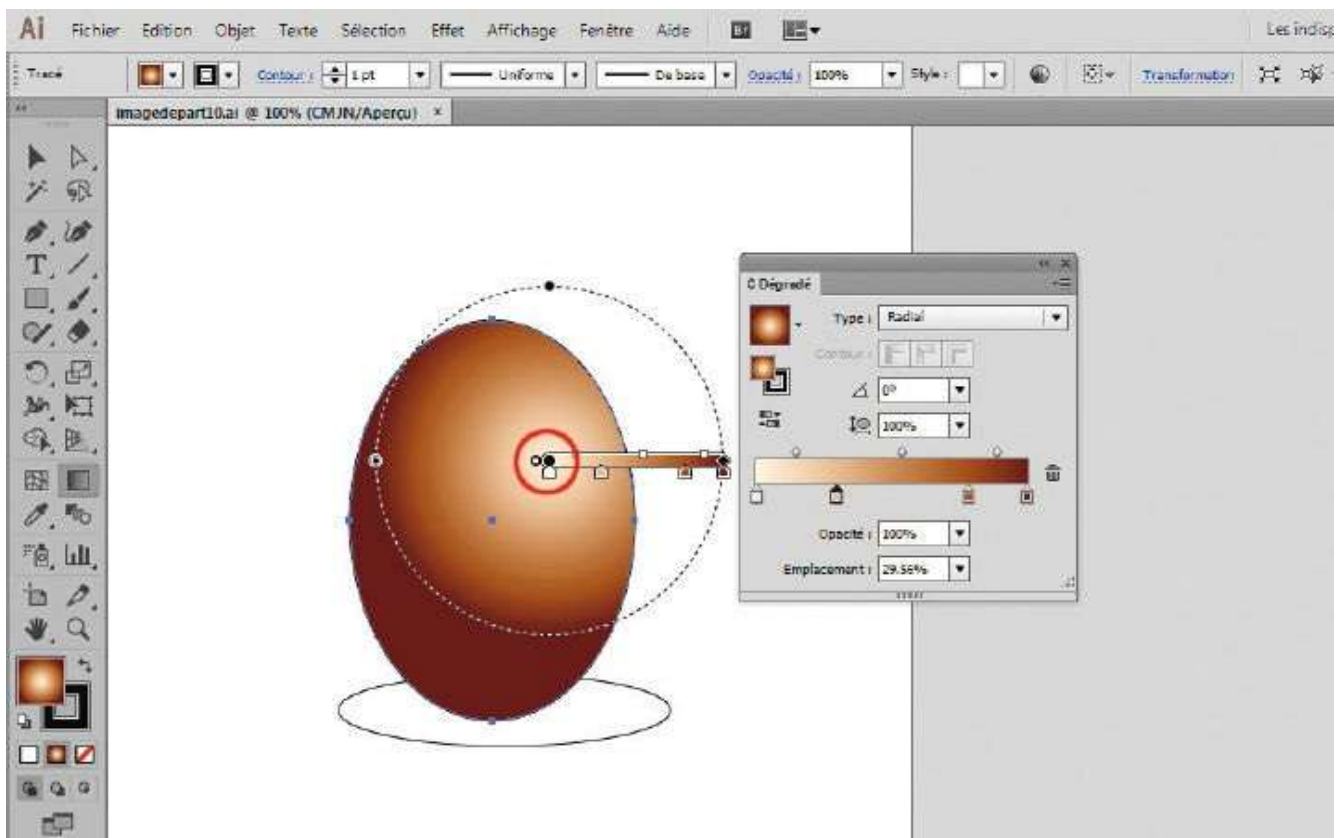 Ai Fichier Edition Objet Texte Sélection Effet Affichage Fenêtre Aide Br Les indisp
Tracé Contour : 1 pt Uniforme De base Opacité : 100% Style : Transformation
imagedepart10.ai @ 100% (CMJN/Aperçu) ×
Dégradé
Type : Radial
Contour :
0°
100%
Opacité : 100%
Emplacement : 29.56%
T